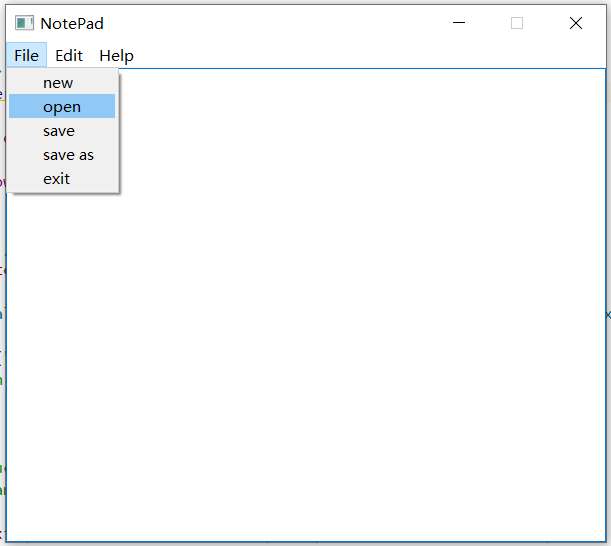 NotePad
File Edit Help
new
open
save
save as
exit